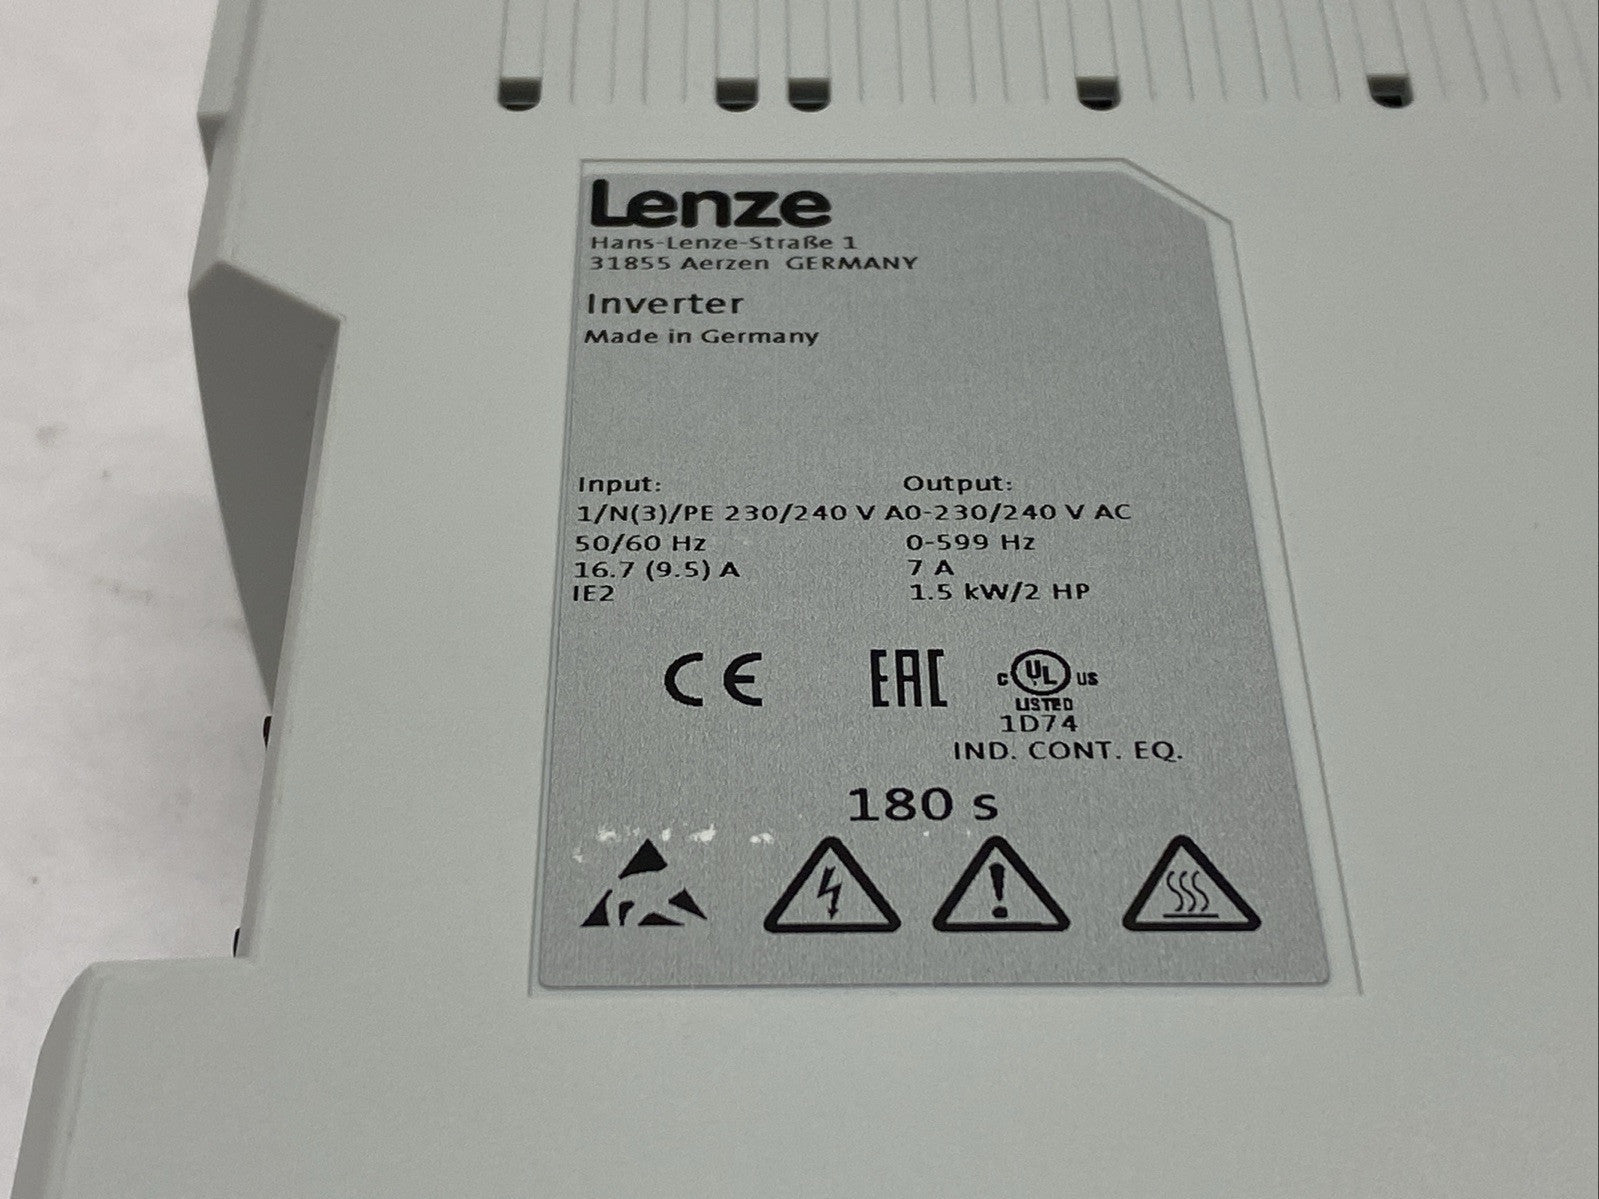 Lenze
Hans-Lenze-Straße 1
31855 Aerzen GERMANY
Inverter
Made in Germany
Input: Output:
1/N(3)/PE 230/240 V A0-230/240 V AC
50/60 Hz 0-599 Hz
16.7 (9.5) A 7 A
IE2 1.5 kW/2 HP
CE EAC C UL US
LISTED
1D74
IND. CONT. EQ.
180 s